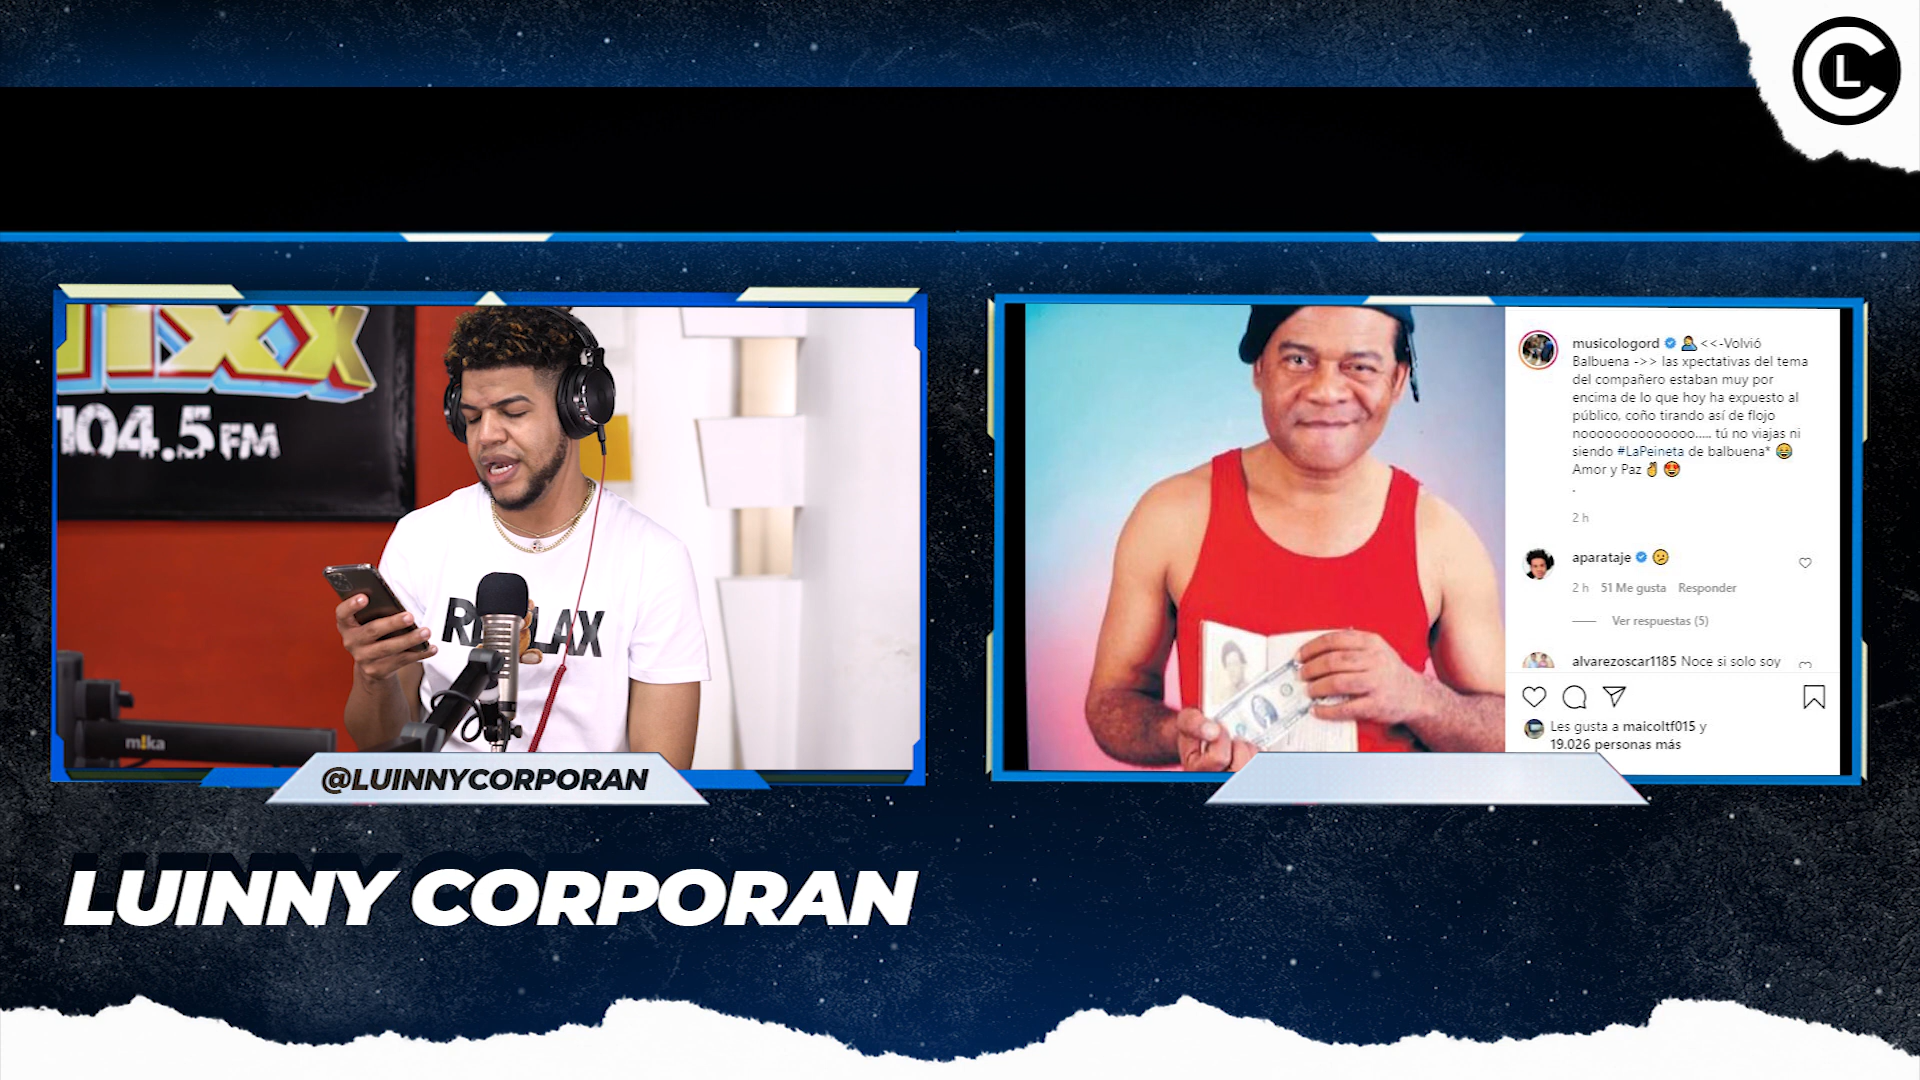 CL
MIXX
104.5 FM
RELAX
mika
@LUINNYCORPORAN
LUINNY CORPORAN
musicologord <<-Volvió
Balbuena ->> las xpectativas del tema
del compañero estaban muy por
encima de lo que hoy ha expuesto al
público, coño tirando así de flojo
noooooooooooooo..... tú no viajas ni
siendo #LaPeineta de balbuena* 😂
Amor y Paz ✌ 😍
.
2 h
aparataje 😕
2 h 51 Me gusta Responder
Ver respuestas (5)
alvarezoscar1185 Noce si solo soy
Les gusta a maicoltf015 y
19.026 personas más